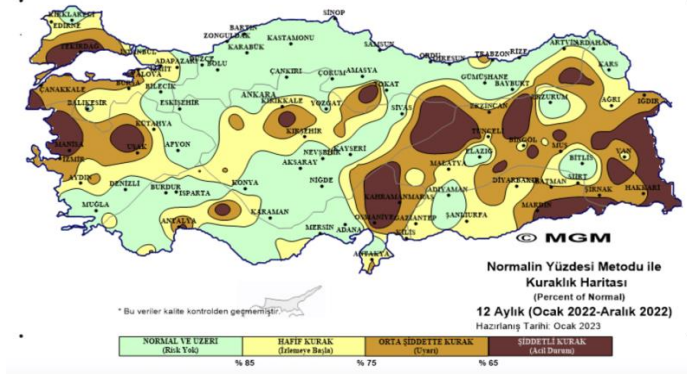 SİNOP
KIRKLARELİ
EDİRNE
BARTIN
ZONGULDAK
KASTAMONU
KARABÜK
SAMSUN
TEKİRDAĞ
İSTANBUL
ADAPAZARI
DÜZCE
BOLU
ORDU
GİRESUN
TRABZON
RİZE
ARTVİN
ARDAHAN
KARS
YALOVA
BURSA
BİLECİK
ÇANKIRI
ÇORUM
AMASYA
TOKAT
GÜMÜŞHANE
BAYBURT
ÇANAKKALE
BALIKESİR
ESKİŞEHİR
ANKARA
KIRIKKALE
YOZGAT
SİVAS
ERZİNCAN
ERZURUM
AĞRI
IĞDIR
KÜTAHYA
KIRŞEHİR
TUNCELİ
BİNGÖL
MUŞ
MANİSA
UŞAK
AFYON
NEVŞEHİR
KAYSERİ
ELAZIĞ
VAN
İZMİR
AKSARAY
MALATYA
BİTLİS
AYDIN
DENİZLİ
BURDUR
ISPARTA
KONYA
NİĞDE
KAHRAMANMARAS
ADIYAMAN
DİYARBAKIR
BATMAN
SİİRT
ŞIRNAK
HAKKARİ
MUĞLA
ANTALYA
KARAMAN
MERSİN
ADANA
OSMANİYE
GAZİANTEP
KİLİS
ŞANLIURFA
MARDİN
ANTAKYA
© MGM
Normalin Yüzdesi Metodu ile
Kuraklık Haritası
(Percent of Normal)
12 Aylık (Ocak 2022-Aralık 2022)
Hazırlanış Tarihi: Ocak 2023
* Bu veriler kalite kontrolden geçmemiştir.
NORMAL VE ÜZERİ
(Risk Yok)
HAFİF KURAK
(İzlemeye Başla)
ORTA ŞİDDETTE KURAK
(Uyarı)
ŞİDDETLİ KURAK
(Acil Durum)
% 85
% 75
% 65